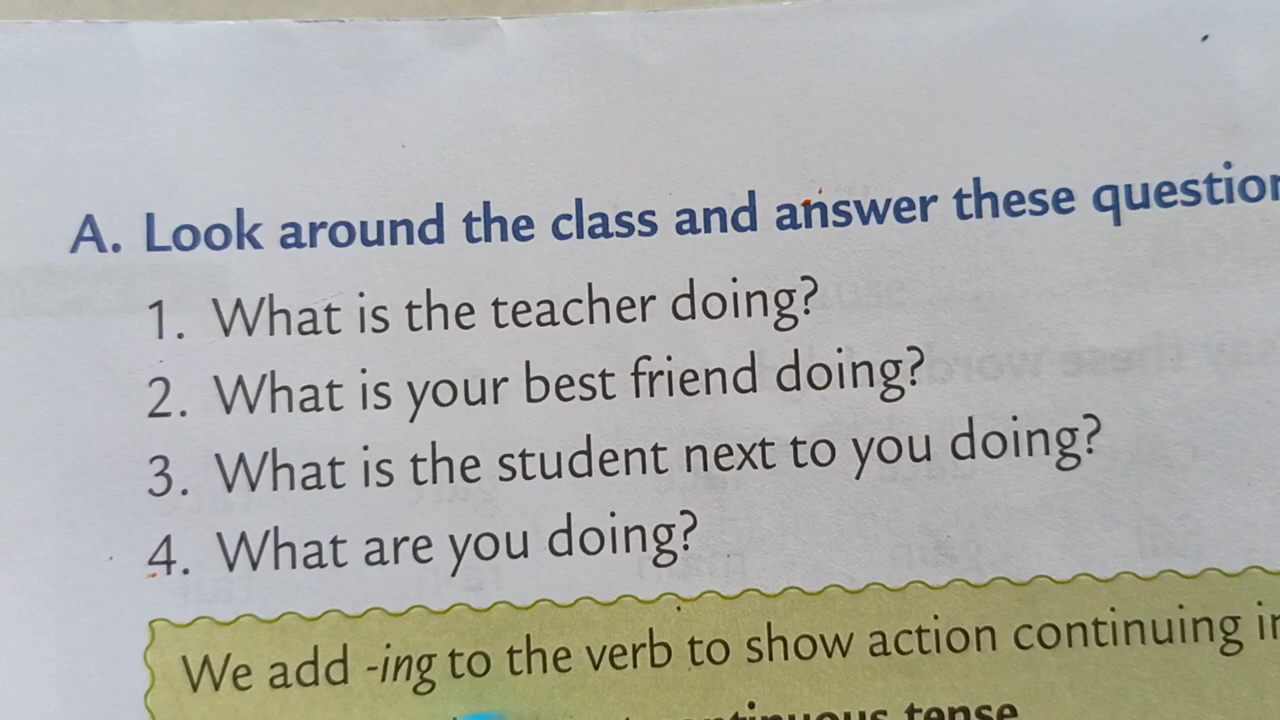 A. Look around the class and answer these
1. What is the teacher doing?
2. What is your best friend doing?
3. What is the student next to you doing?
4. What are you doing?
We add -ing to the verb to show action continuing
tense